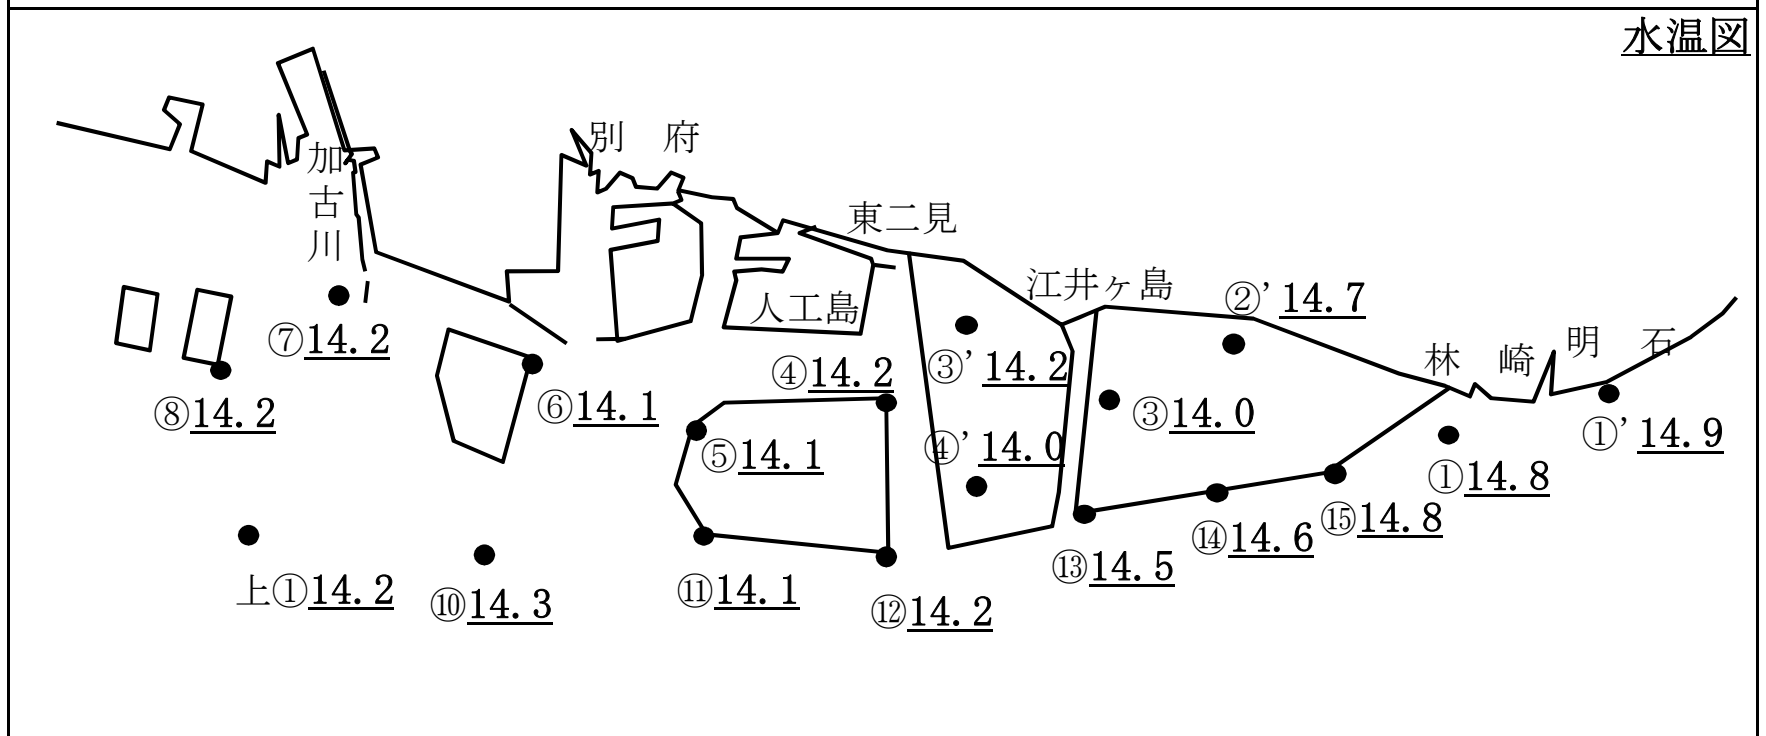 水温図
別府
加古川
東二見
江井ヶ島
②’14.7
人工島
⑦14.2
林崎
明石
④14.2
③’14.2
⑧14.2
⑥14.1
③14.0
①’14.9
⑤14.1
④’14.0
①14.8
⑮14.8
⑭14.6
⑬14.5
上①14.2
⑩14.3
⑪14.1
⑫14.2